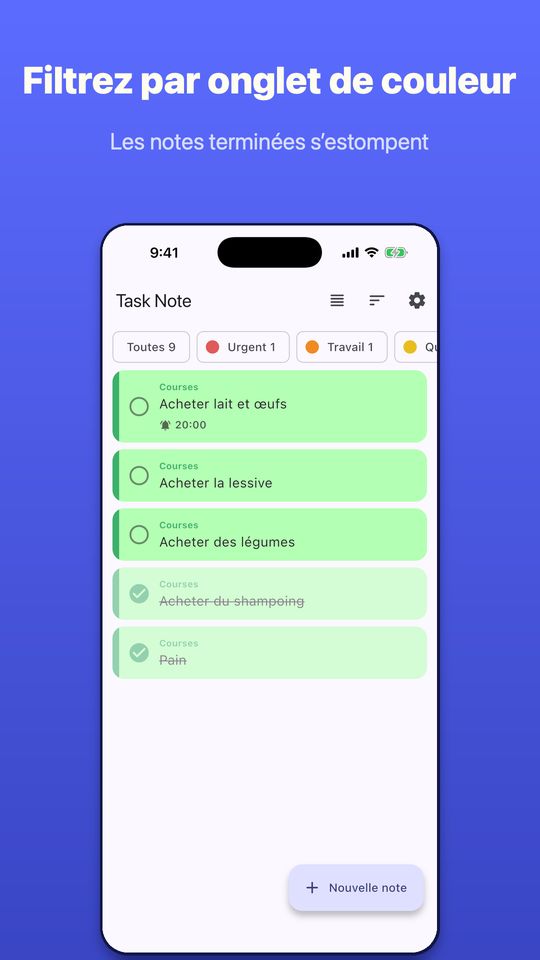 Filtrez par onglet de couleur
Les notes terminées s’estompent
9:41
Task Note
Toutes 9
Urgent 1
Travail 1
Courses
Acheter lait et œufs
20:00
Courses
Acheter la lessive
Courses
Acheter des légumes
Courses
Acheter du shampoing
Courses
Pain
+ Nouvelle note